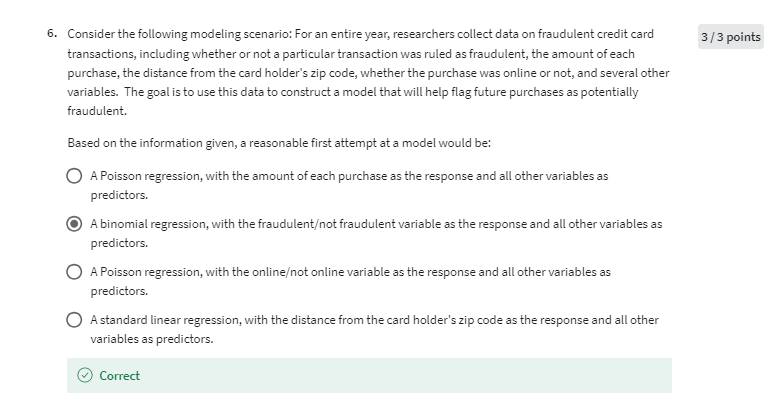 6. Consider the following modeling scenario: For an entire year, researchers collect data on fraudulent credit card
3 / 3 points
transactions, including whether or not a particular transaction was ruled as fraudulent, the amount of each
purchase, the distance from the card holder's zip code, whether the purchase was online or not, and several other
variables. The goal is to use this data to construct a model that will help flag future purchases as potentially
fraudulent.
Based on the information given, a reasonable first attempt at a model would be:
A Poisson regression, with the amount of each purchase as the response and all other variables as
predictors.
A binomial regression, with the fraudulent/not fraudulent variable as the response and all other variables as
predictors.
A Poisson regression, with the online/not online variable as the response and all other variables as
predictors.
A standard linear regression, with the distance from the card holder's zip code as the response and all other
variables as predictors.
Correct